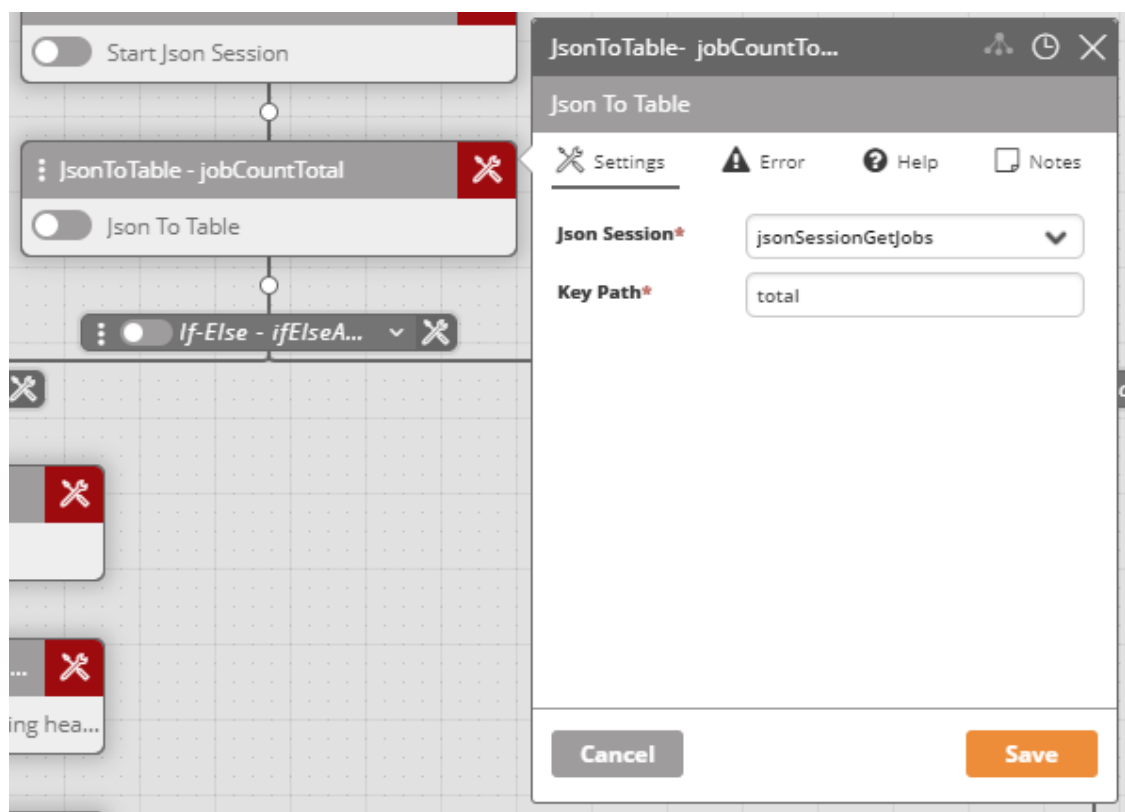 Start Json Session
JsonToTable - jobCountTotal
Json To Table
If-Else - ifElseA...
...
ing hea...
JsonToTable- jobCountTo...
Json To Table
Settings
Error
Help
Notes
Json Session*
jsonSessionGetJobs
Key Path*
total
Cancel
Save